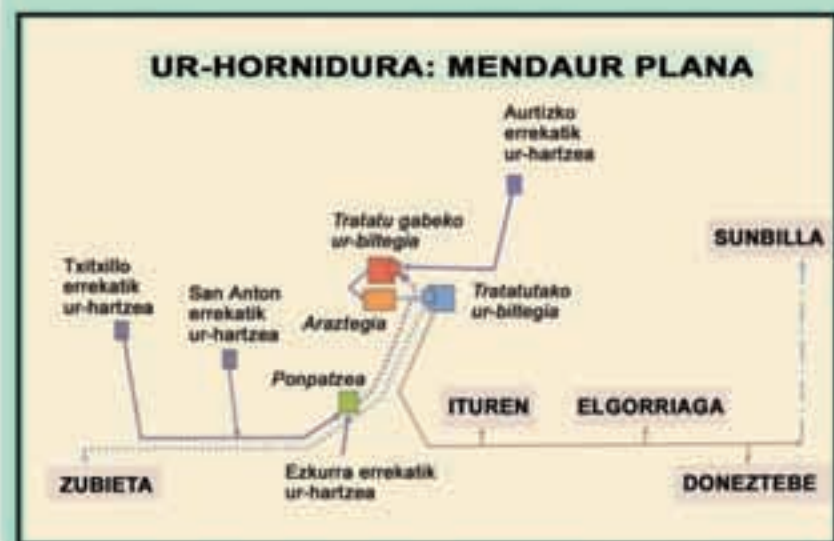 UR-HORNIDURA: MENDAUR PLANA
Aurtizko
errekatik
ur-hartzea
Tratatu gabeko
ur-biltegia
SUNBILLA
Txitxillo
errekatik
ur-hartzea
San Anton
errekatik
ur-hartzea
Araztegia
Tratatutako
ur-biltegia
Ponpatzea
ITUREN
ELGORRIAGA
ZUBIETA
Ezkurra errekatik
ur-hartzea
DONEZTEBE